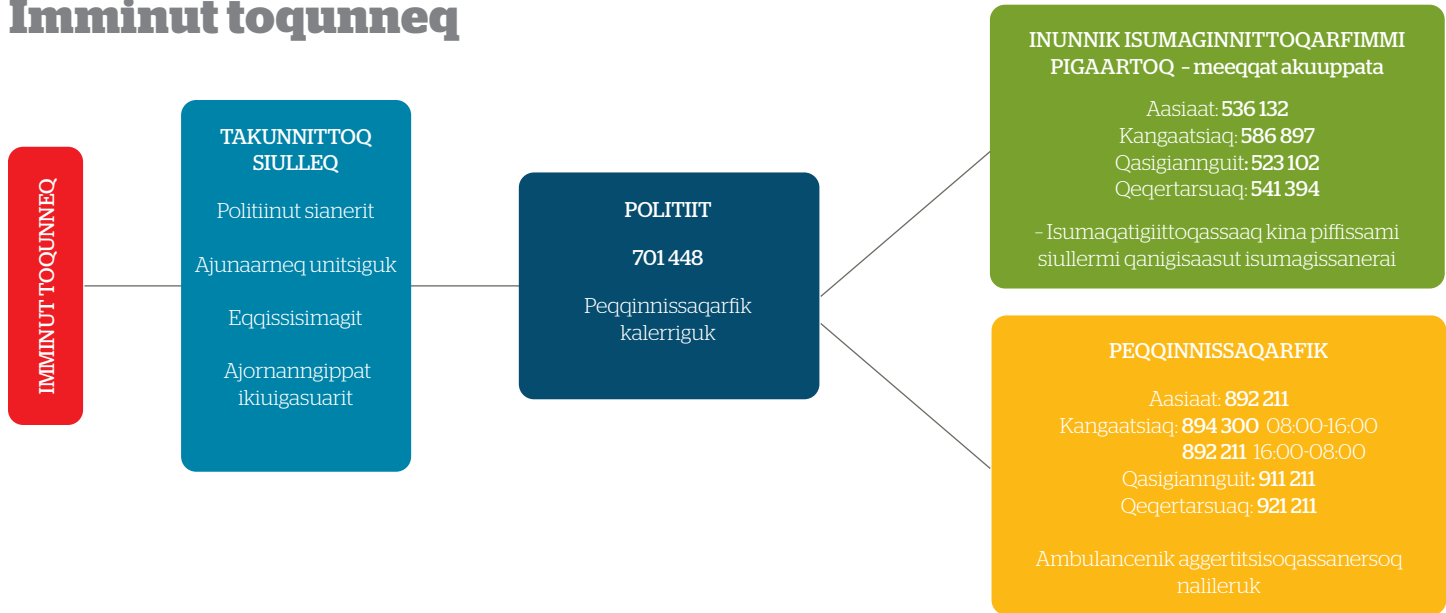 Imminut toqunneq
IMMINUT TOQUNNEQ
TAKUNNITTOQ
SIULLEQ
Politiinut sianerit
Ajunaarneq unitsiguk
Eqqissisimagit
Ajornanngippat
ikiuigasuarit
POLITIIT
701 448
Peqqinnissaqarfik
kalerriguk
INUNNIK ISUMAGINNITTOQARFIMMI
PIGAARTOQ – meeqqat akuuppata
Aasiaat: 536 132
Kangaatsiaq: 586 897
Qasigiannguit: 523 102
Qeqertarsuaq: 541 394
– Isumaqatigiittoqassaaq kina piffissami
siullermi qanigisaasut isumagissanerai
PEQQINNISSAQARFIK
Aasiaat: 892 211
Kangaatsiaq: 894 300 08:00-16:00
892 211 16:00-08:00
Qasigiannguit: 911 211
Qeqertarsuaq: 921 211
Ambulancenik aggertitsisoqassanersoq
nalileruk